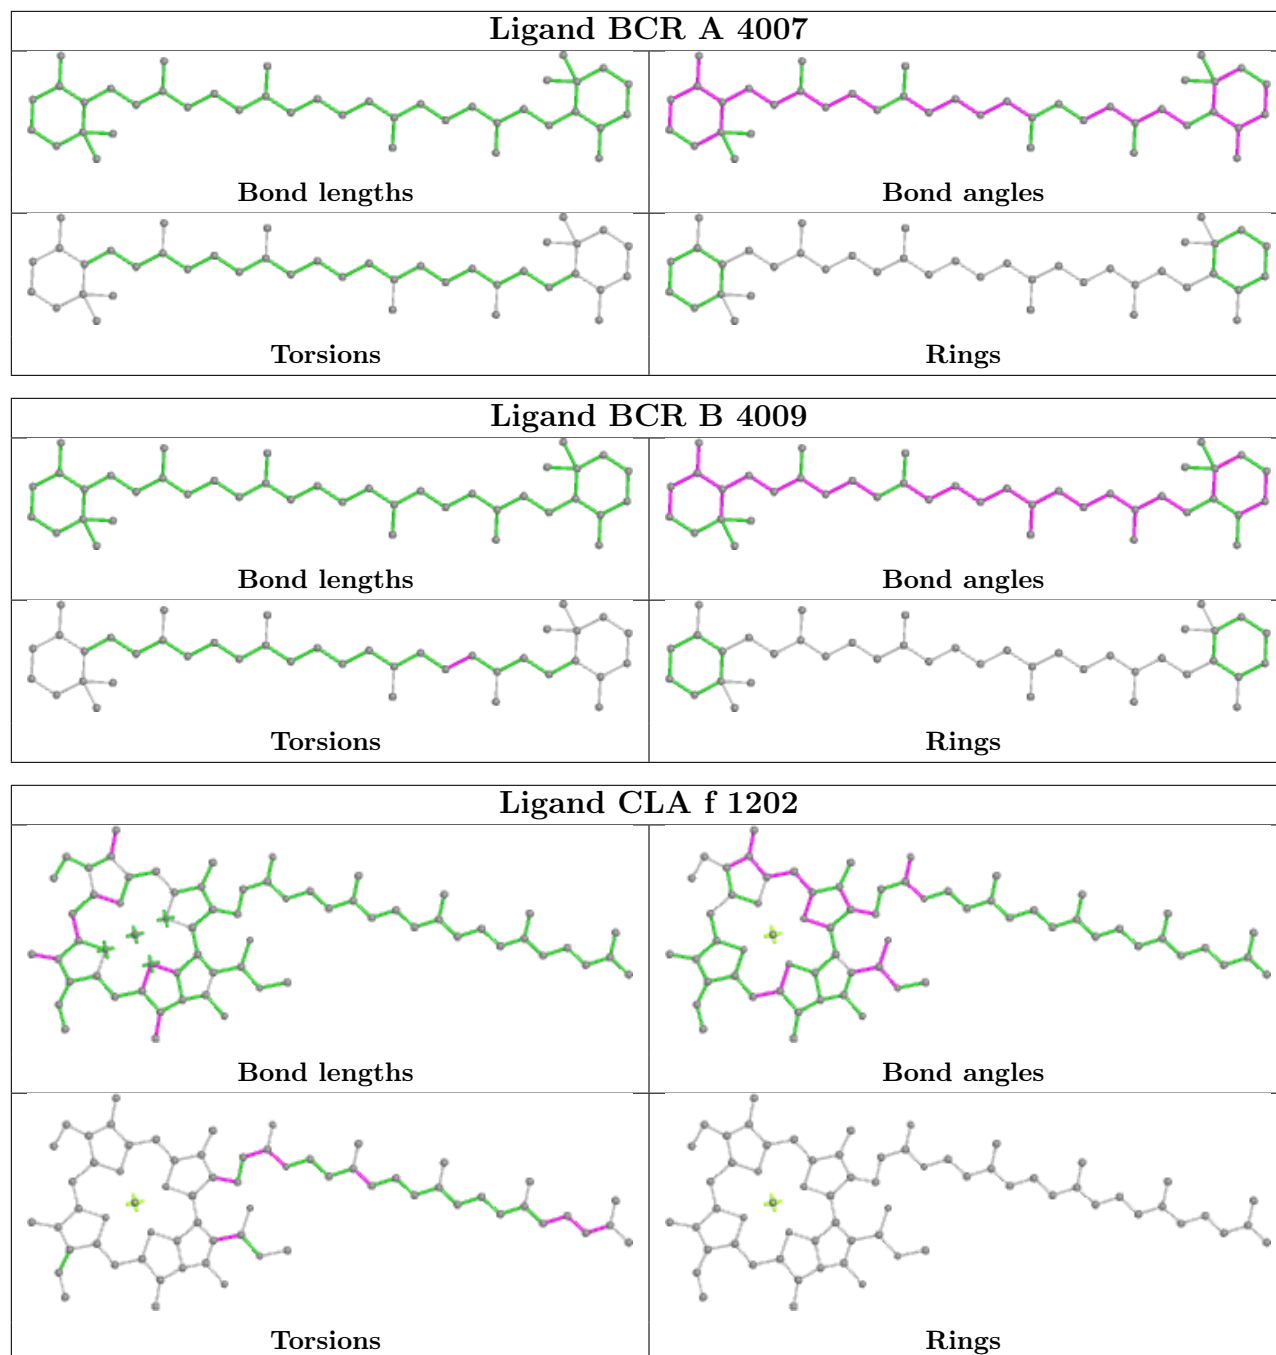 Ligand BCR A 4007
Bond lengths
Bond angles
Torsions
Rings
Ligand BCR B 4009
Bond lengths
Bond angles
Torsions
Rings
Ligand CLA f 1202
Bond lengths
Bond angles
Torsions
Rings